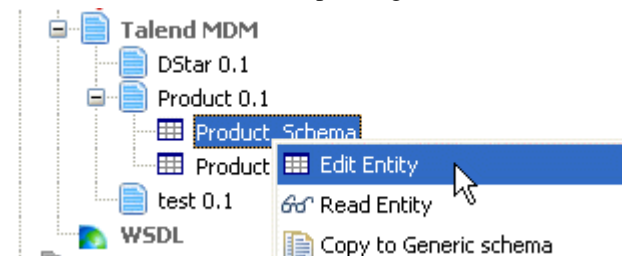 Talend MDM
DStar 0.1
Product 0.1
Product_Schema
Product
Edit Entity
test 0.1
Read Entity
WSDL
Copy to Generic schema